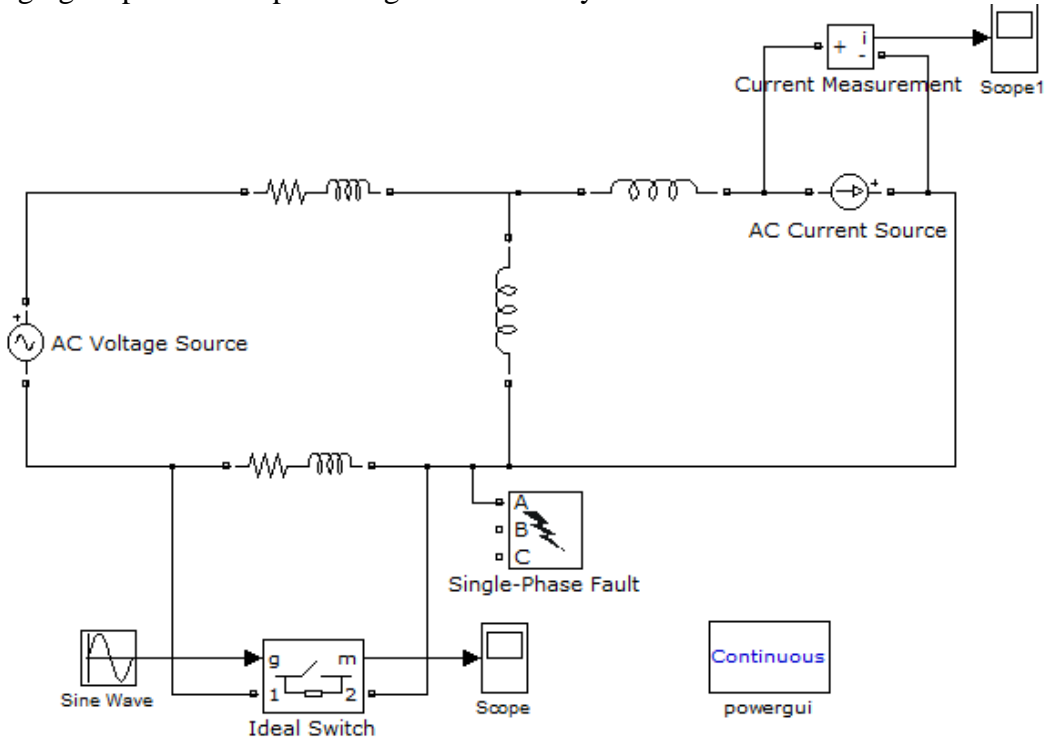 i
+
-
Current Measurement
Scope1
+
AC Current Source
+
AC Voltage Source
A
B
C
Single-Phase Fault
g m
1 2
Sine Wave
Ideal Switch
Scope
Continuous
powergui